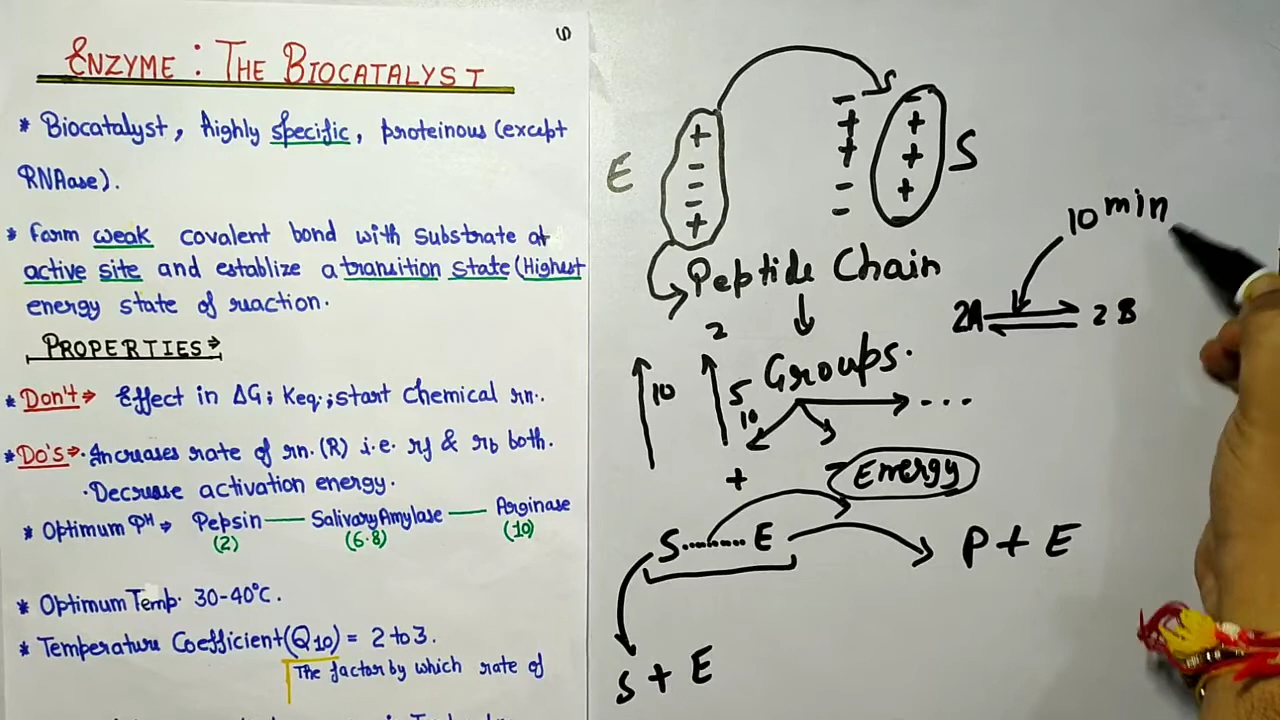 6
ENZYME : THE BIOCATALYST
* Biocatalyst, highly specific, proteinous (except
RNAase).
* Form weak covalent bond with substrate at
active site and establize a transition state (Highest
energy state of reaction.
PROPERTIES⇒
* Don't ⇒ Effect in ΔG; Keq.; start chemical rn.
* Do's ⇒ · Increases rate of rn. (R) i.e. rf & rb both.
· Decrease activation energy.
* Optimum PH ⇒ Pepsin — Salivary Amylase — Arginase
(2) (6.8) (10)
* Optimum Temp. 30-40°C.
* Temperature Coefficient (Q10) = 2 to 3.
The factor by which rate of
E + - - + - + + - - - + + + S
Peptide Chain
↓
Groups.
...
2
10 5
10
+
Energy
S........E → P + E
S + E
10 min
2A ⇌ 2B